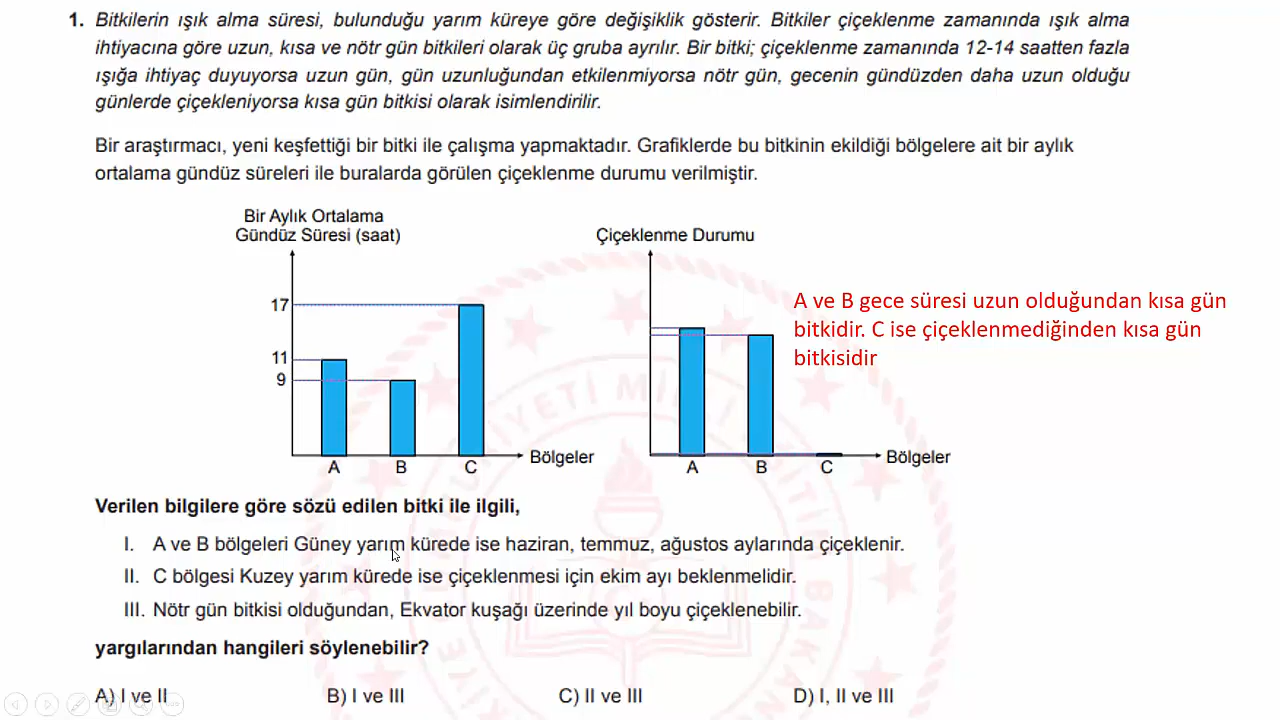 1. Bitkilerin ışık alma süresi, bulunduğu yarım küreye göre değişiklik gösterir. Bitkiler çiçeklenme zamanında ışık alma
ihtiyacına göre uzun, kısa ve nötr gün bitkileri olarak üç gruba ayrılır. Bir bitki; çiçeklenme zamanında 12-14 saatten fazla
ışığa ihtiyaç duyuyorsa uzun gün, gün uzunluğundan etkilenmiyorsa nötr gün, gecenin gündüzden daha uzun olduğu
günlerde çiçekleniyorsa kısa gün bitkisi olarak isimlendirilir.
Bir araştırmacı, yeni keşfettiği bir bitki ile çalışma yapmaktadır. Grafiklerde bu bitkinin ekildiği bölgelere ait bir aylık
ortalama gündüz süreleri ile buralarda görülen çiçeklenme durumu verilmiştir.
Bir Aylık Ortalama
Gündüz Süresi (saat)
17
11
9
A B C
Bölgeler
Çiçeklenme Durumu
A B C
Bölgeler
A ve B gece süresi uzun olduğundan kısa gün
bitkidir. C ise çiçeklenmediğinden kısa gün
bitkisidir
Verilen bilgilere göre sözü edilen bitki ile ilgili,
I. A ve B bölgeleri Güney yarım kürede ise haziran, temmuz, ağustos aylarında çiçeklenir.
II. C bölgesi Kuzey yarım kürede ise çiçeklenmesi için ekim ayı beklenmelidir.
III. Nötr gün bitkisi olduğundan, Ekvator kuşağı üzerinde yıl boyu çiçeklenebilir.
yargılarından hangileri söylenebilir?
A) I ve II B) I ve III C) II ve III D) I, II ve III